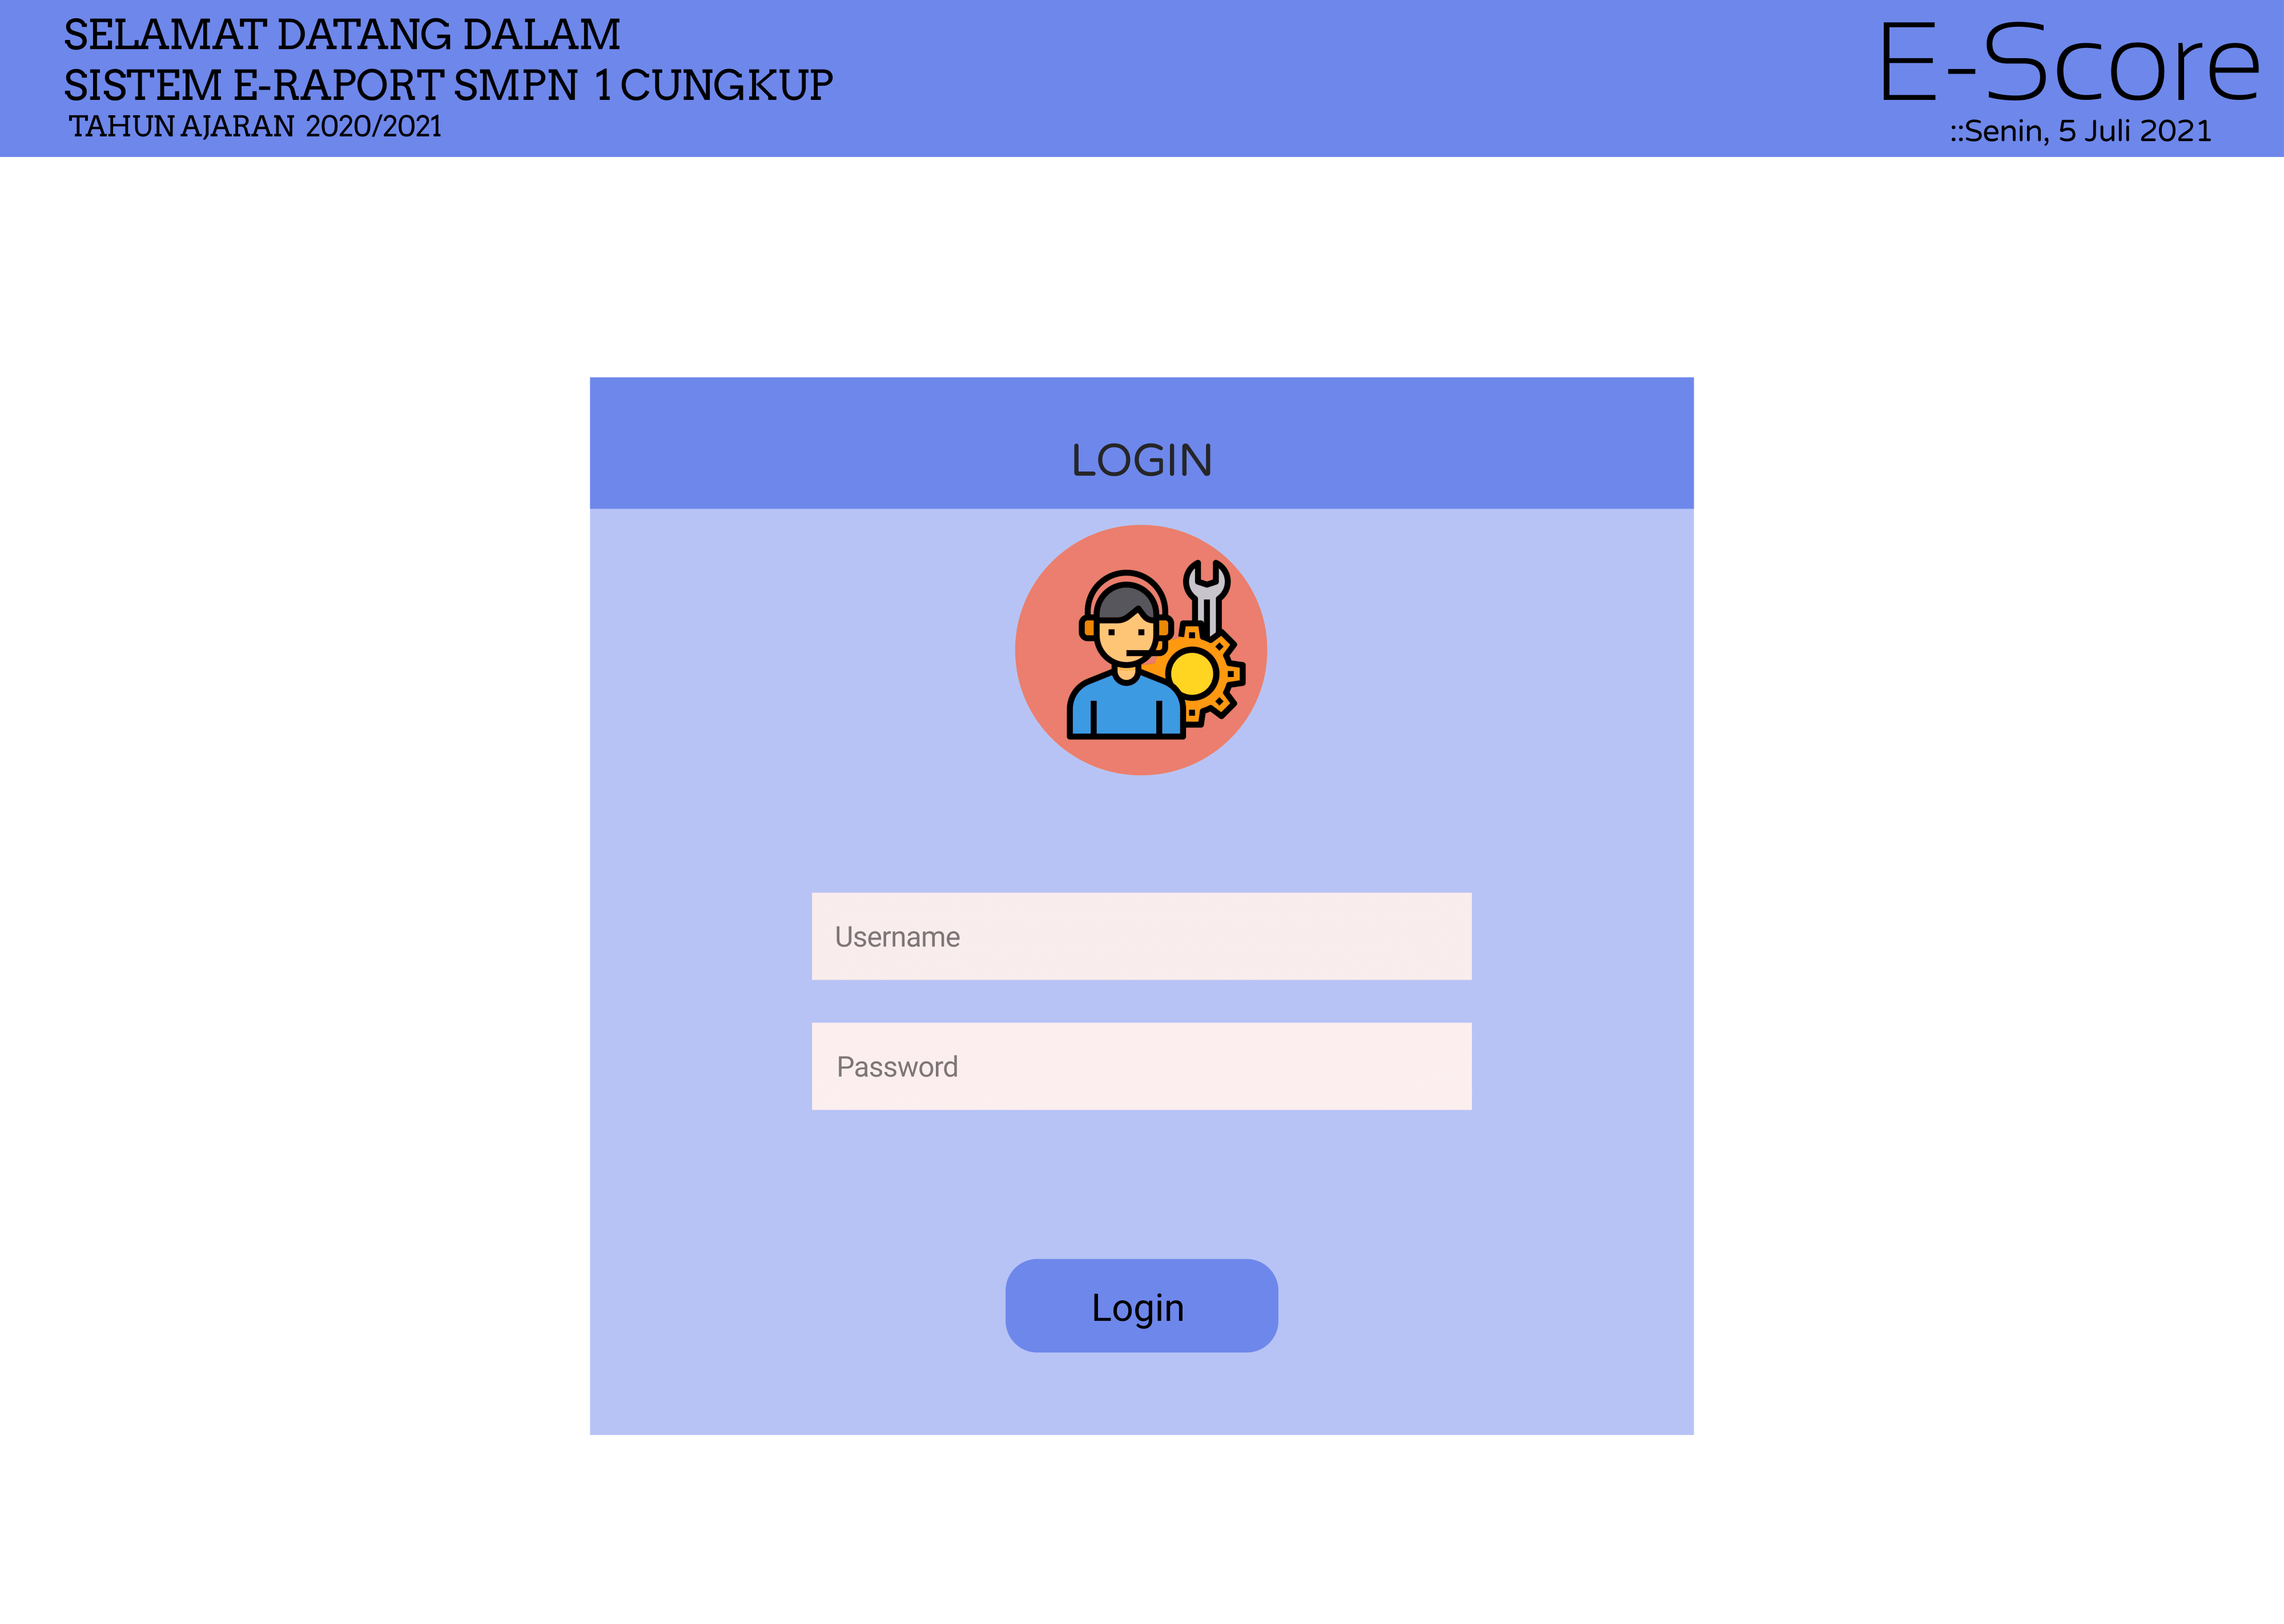 SELAMAT DATANG DALAM
SISTEM E-RAPORT SMPN 1 CUNGKUP
TAHUN AJARAN 2020/2021
E-Score
::Senin, 5 Juli 2021
LOGIN
Username
Password
Login